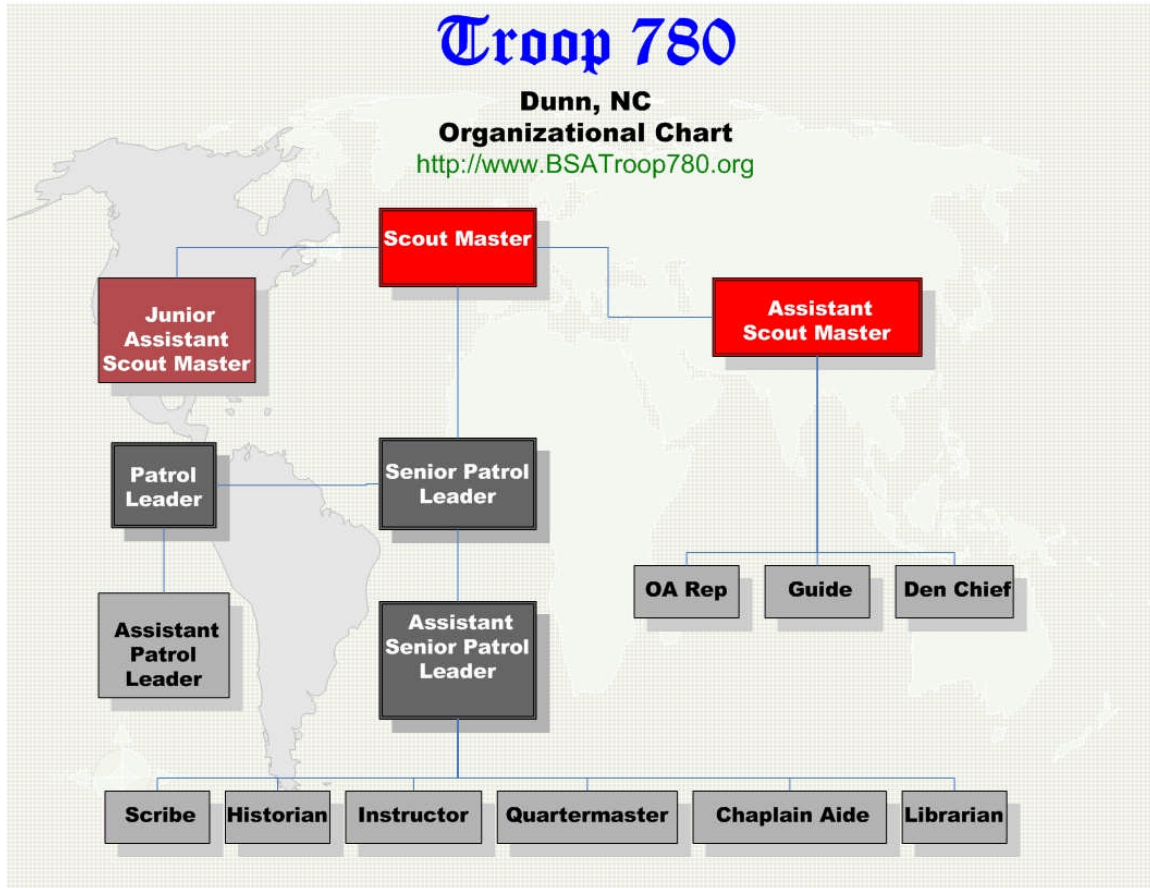 Troop 780
Dunn, NC
Organizational Chart
http://www.BSATroop780.org
Scout Master
Junior
Assistant
Scout Master
Assistant
Scout Master
Patrol
Leader
Senior Patrol
Leader
OA Rep
Guide
Den Chief
Assistant
Patrol
Leader
Assistant
Senior Patrol
Leader
Scribe
Historian
Instructor
Quartermaster
Chaplain Aide
Librarian